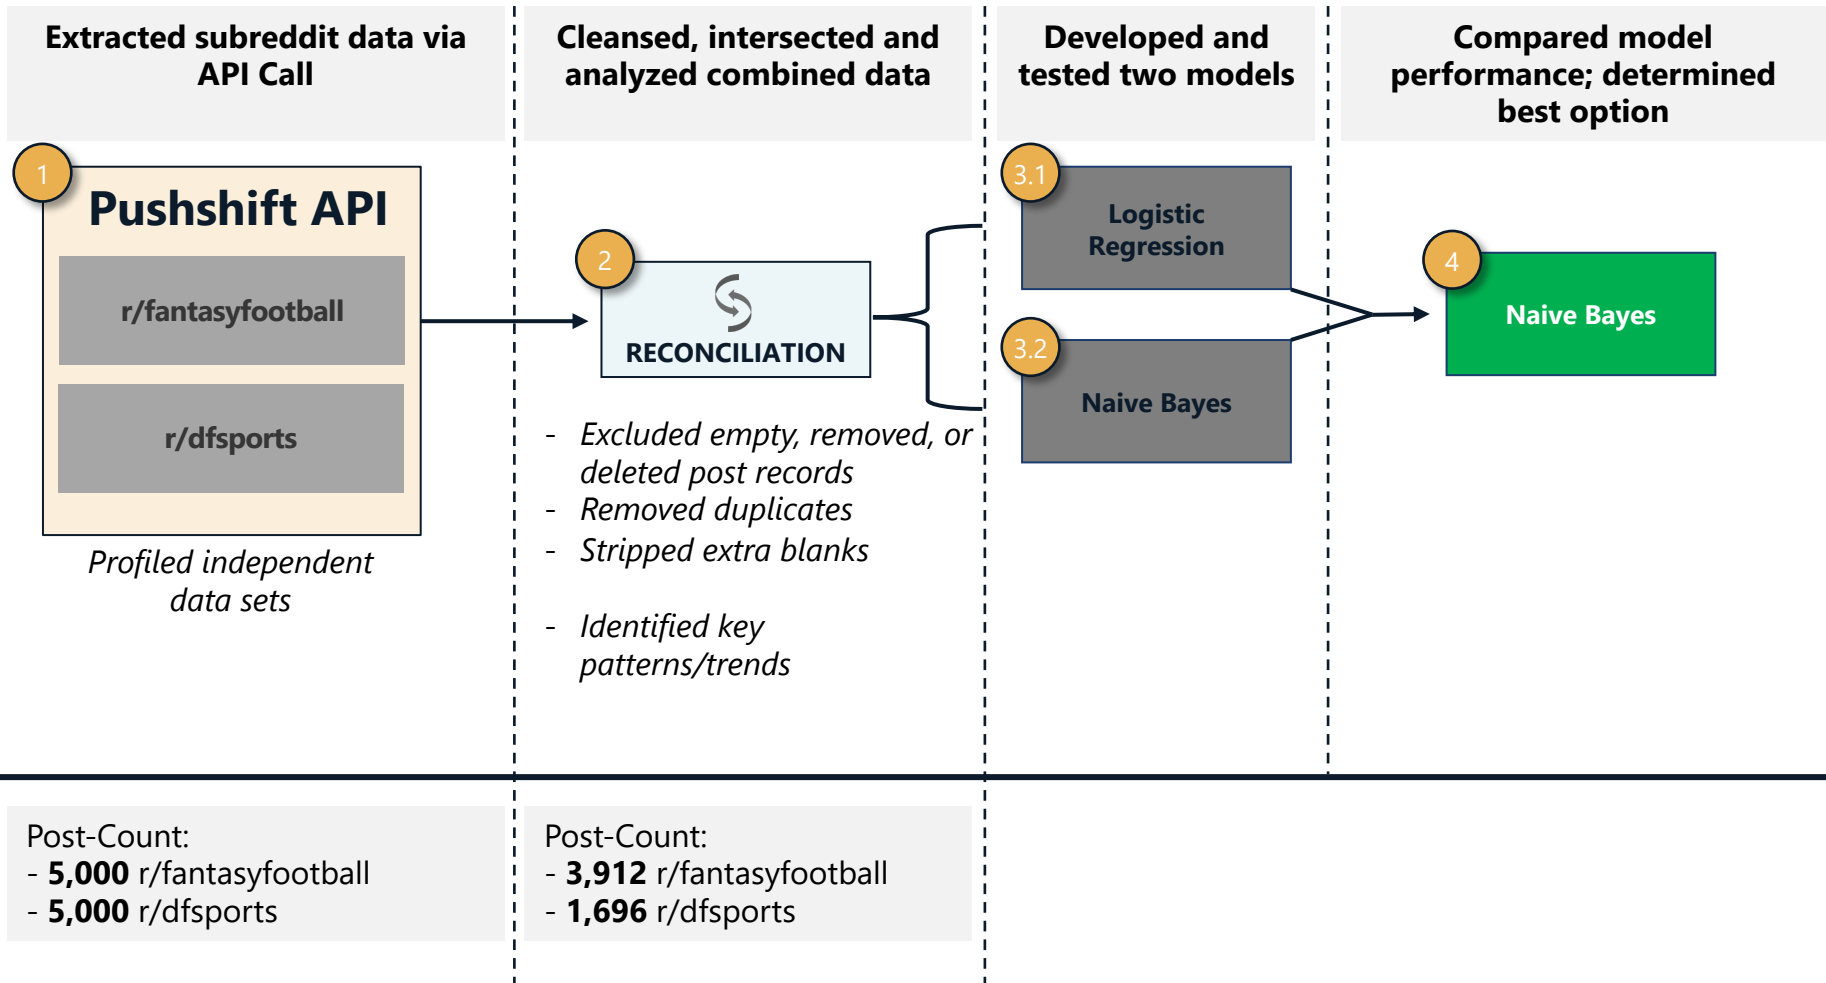 Extracted subreddit data via
API Call
Cleansed, intersected and
analyzed combined data
Developed and
tested two models
Compared model
performance; determined
best option
1
Pushshift API
r/fantasyfootball
r/dfsports
Profiled independent
data sets
2
RECONCILIATION
- Excluded empty, removed, or
deleted post records
- Removed duplicates
- Stripped extra blanks
- Identified key
patterns/trends
3.1
Logistic
Regression
3.2
Naive Bayes
4
Naive Bayes
Post-Count:
- 5,000 r/fantasyfootball
- 5,000 r/dfsports
Post-Count:
- 3,912 r/fantasyfootball
- 1,696 r/dfsports